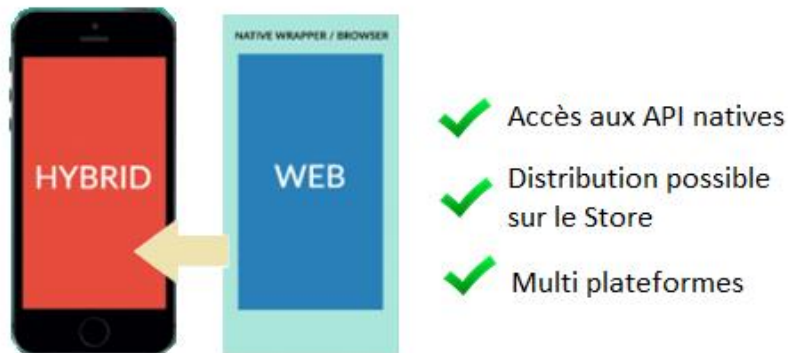 NATIVE WRAPPER / BROWSER
HYBRID
WEB
Accès aux API natives
Distribution possible
sur le Store
Multi plateformes